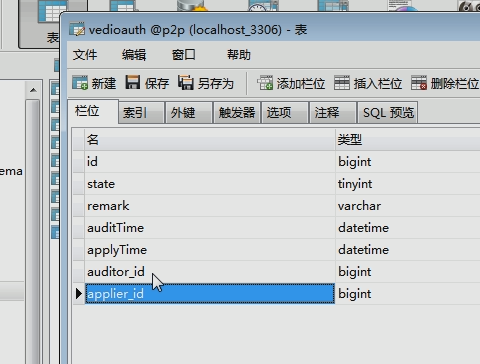 表
vedioauth @p2p (localhost_3306) - 表
文件 编辑 窗口 帮助
新建 保存 另存为 添加栏位 插入栏位 删除栏位
栏位 索引 外键 触发器 选项 注释 SQL 预览
名 类型
id bigint
ema
state tinyint
remark varchar
auditTime datetime
applyTime datetime
auditor_id bigint
applier_id bigint